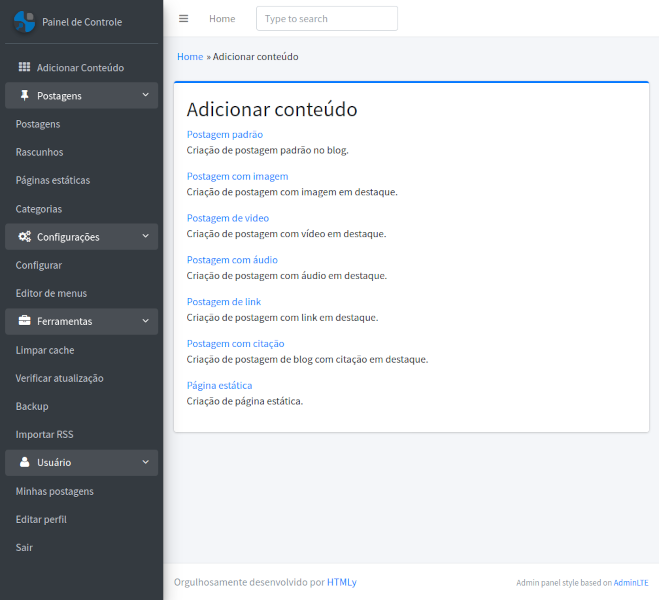 Painel de Controle
Adicionar Conteúdo
Postagens
Postagens
Rascunhos
Páginas estáticas
Categorias
Configurações
Configurar
Editor de menus
Ferramentas
Limpar cache
Verificar atualização
Backup
Importar RSS
Usuário
Minhas postagens
Editar perfil
Sair
Home
Type to search
Home » Adicionar conteúdo
Adicionar conteúdo
Postagem padrão
Criação de postagem padrão no blog.
Postagem com imagem
Criação de postagem com imagem em destaque.
Postagem de video
Criação de postagem com vídeo em destaque.
Postagem com áudio
Criação de postagem com áudio em destaque.
Postagem de link
Criação de postagem com link em destaque.
Postagem com citação
Criação de postagem de blog com citação em destaque.
Página estática
Criação de página estática.
Orgulhosamente desenvolvido por HTMLy
Admin panel style based on AdminLTE